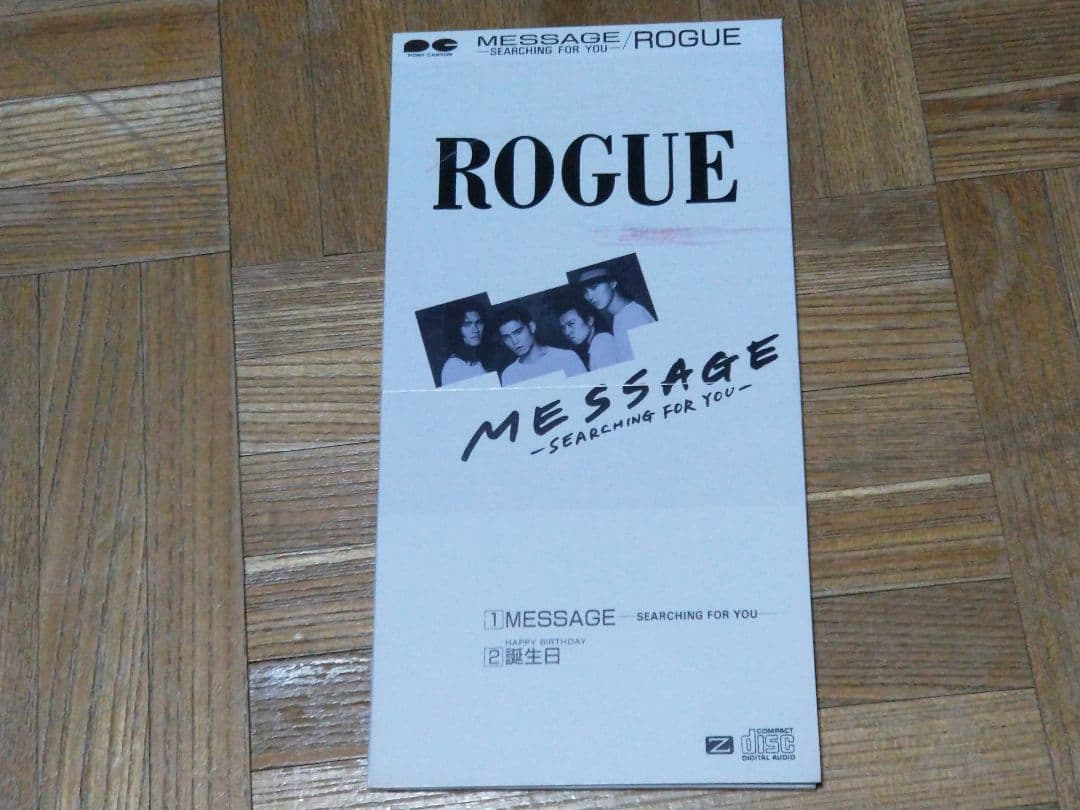 MESSAGE
—SEARCHING FOR YOU—/ROGUE
PONY CANYON
ROGUE
MESSAGE
—SEARCHING FOR YOU—
1 MESSAGE —SEARCHING FOR YOU—
HAPPY BIRTHDAY
2 誕生日
Z
COMPACT
disc
DIGITAL AUDIO